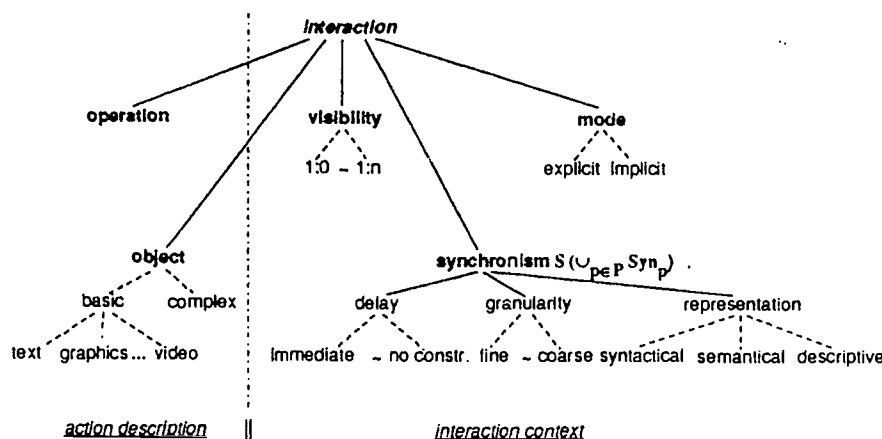 interaction
operation visibility mode
1:0 ~ 1:n explicit implicit
object synchronism S (∪p∈P Synp)
basic complex delay granularity representation
text graphics ... video immediate ~ no constr. fine ~ coarse syntactical semantical descriptive
action description || interaction context